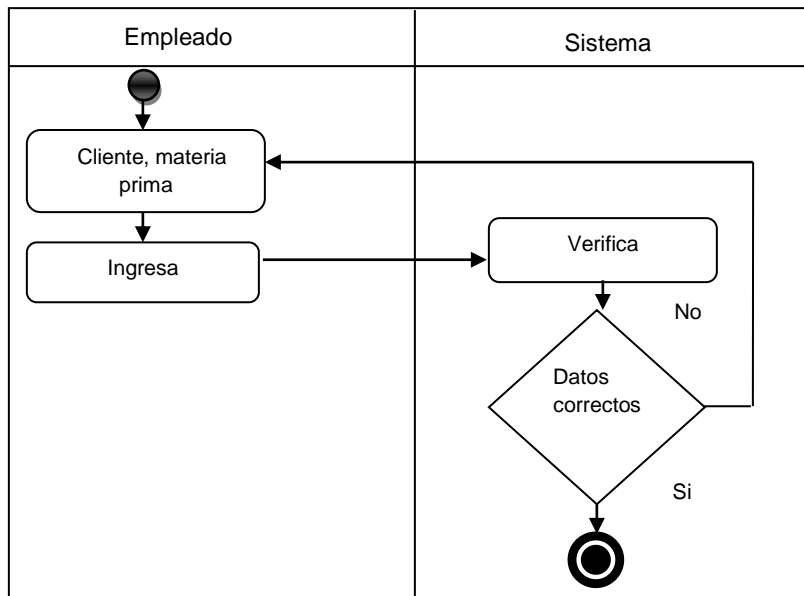 Empleado
Sistema
Cliente, materia
prima
Ingresa
Verifica
No
Datos
correctos
Si